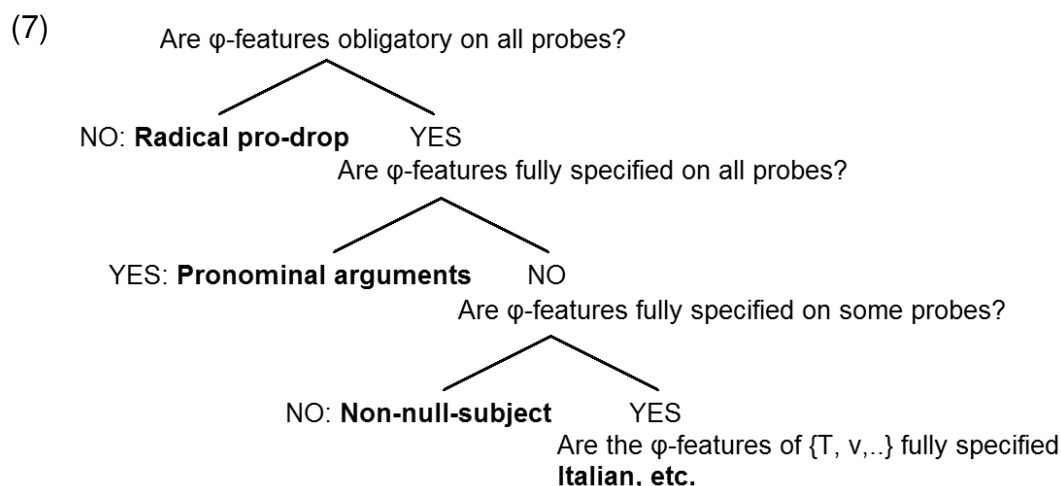 (7)
Are φ-features obligatory on all probes?
NO: Radical pro-drop YES
Are φ-features fully specified on all probes?
YES: Pronominal arguments NO
Are φ-features fully specified on some probes?
NO: Non-null-subject YES
Are the φ-features of {T, v,..} fully specified
Italian, etc.